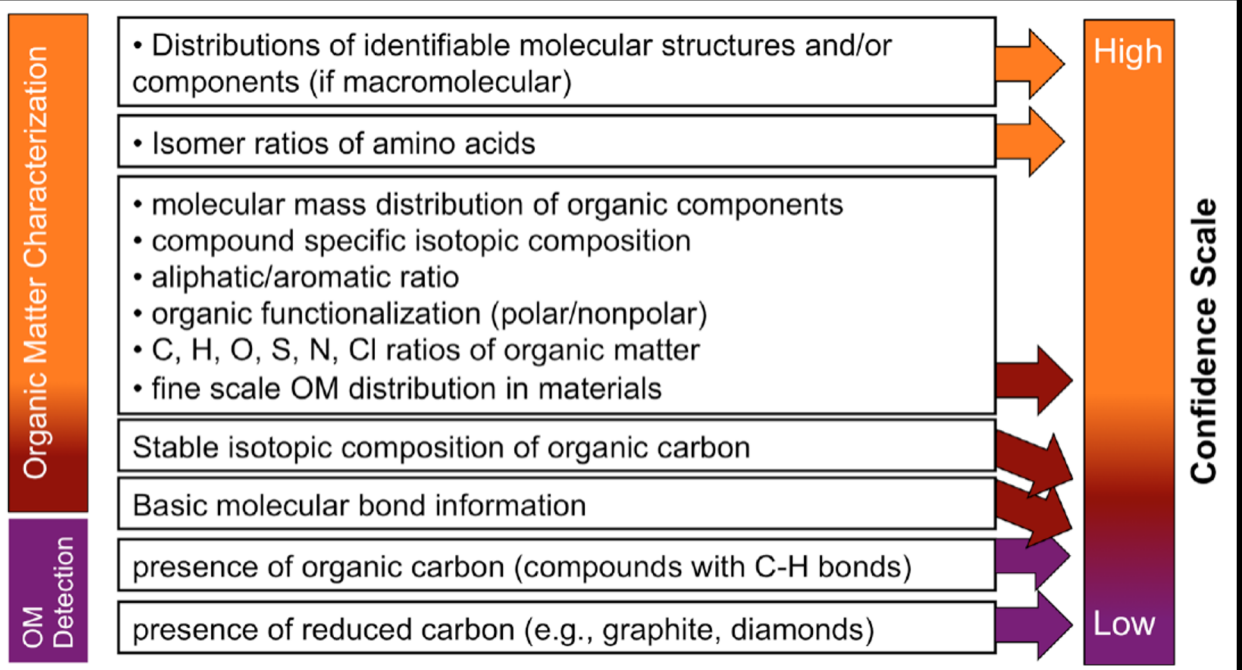 Organic Matter Characterization
• Distributions of identifiable molecular structures and/or
components (if macromolecular)
• Isomer ratios of amino acids
• molecular mass distribution of organic components
• compound specific isotopic composition
• aliphatic/aromatic ratio
• organic functionalization (polar/nonpolar)
• C, H, O, S, N, Cl ratios of organic matter
• fine scale OM distribution in materials
Stable isotopic composition of organic carbon
Basic molecular bond information
OM
Detection
presence of organic carbon (compounds with C-H bonds)
presence of reduced carbon (e.g., graphite, diamonds)
High
Low
Confidence Scale